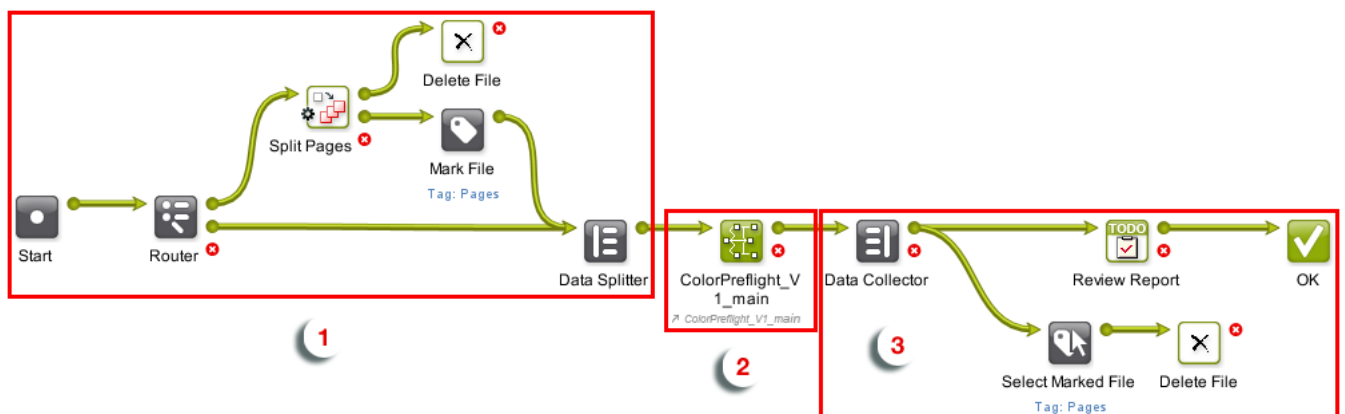 Delete File
Split Pages
Mark File
Tag: Pages
Start
Router
Data Splitter
ColorPreflight_V
1_main
ColorPreflight_V1_main
Data Collector
TODO
Review Report
OK
1
2
3
Select Marked File
Tag: Pages
Delete File